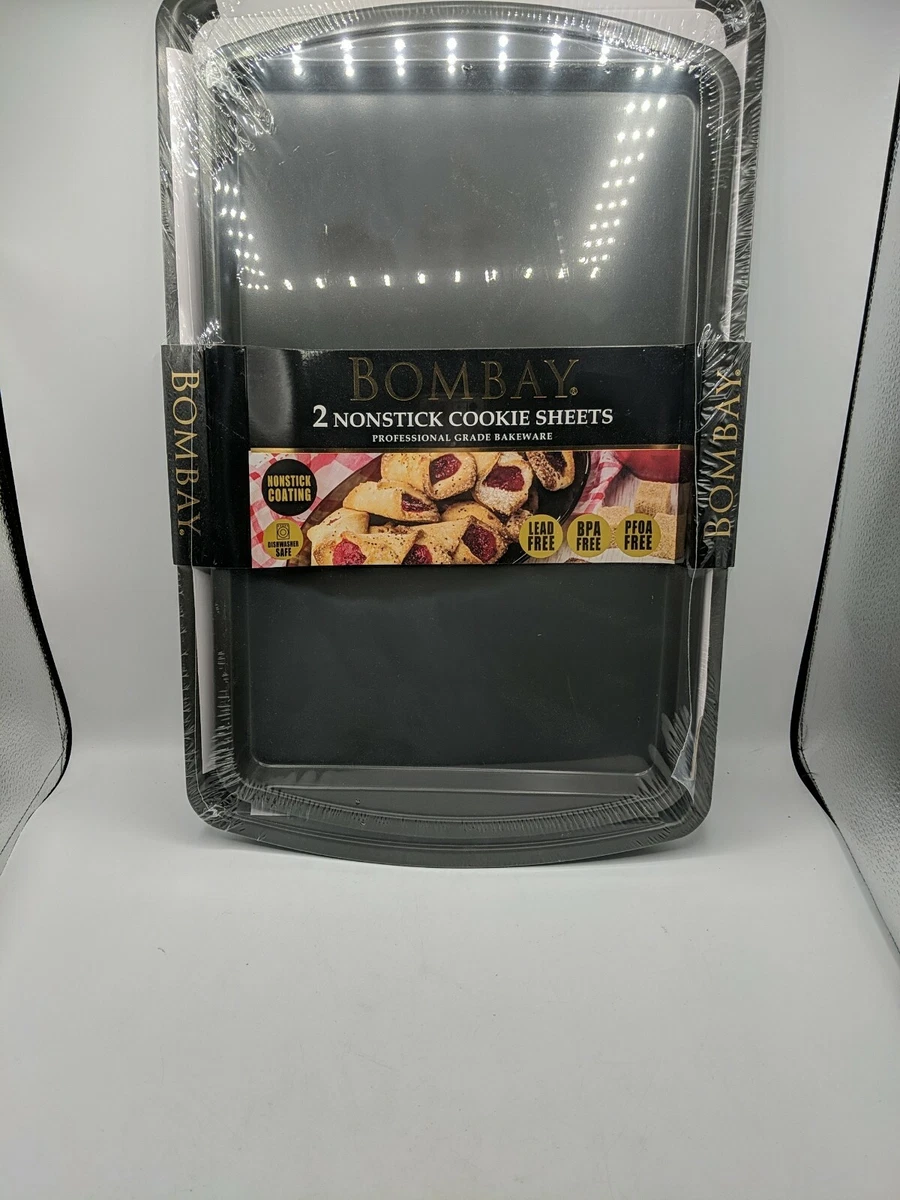 BOMBAY®
2 NONSTICK COOKIE SHEETS
PROFESSIONAL GRADE BAKEWARE
NONSTICK
COATING
DISHWASHER
SAFE
LEAD
FREE
BPA
FREE
PFOA
FREE
BOMBAY®
BOMBAY®